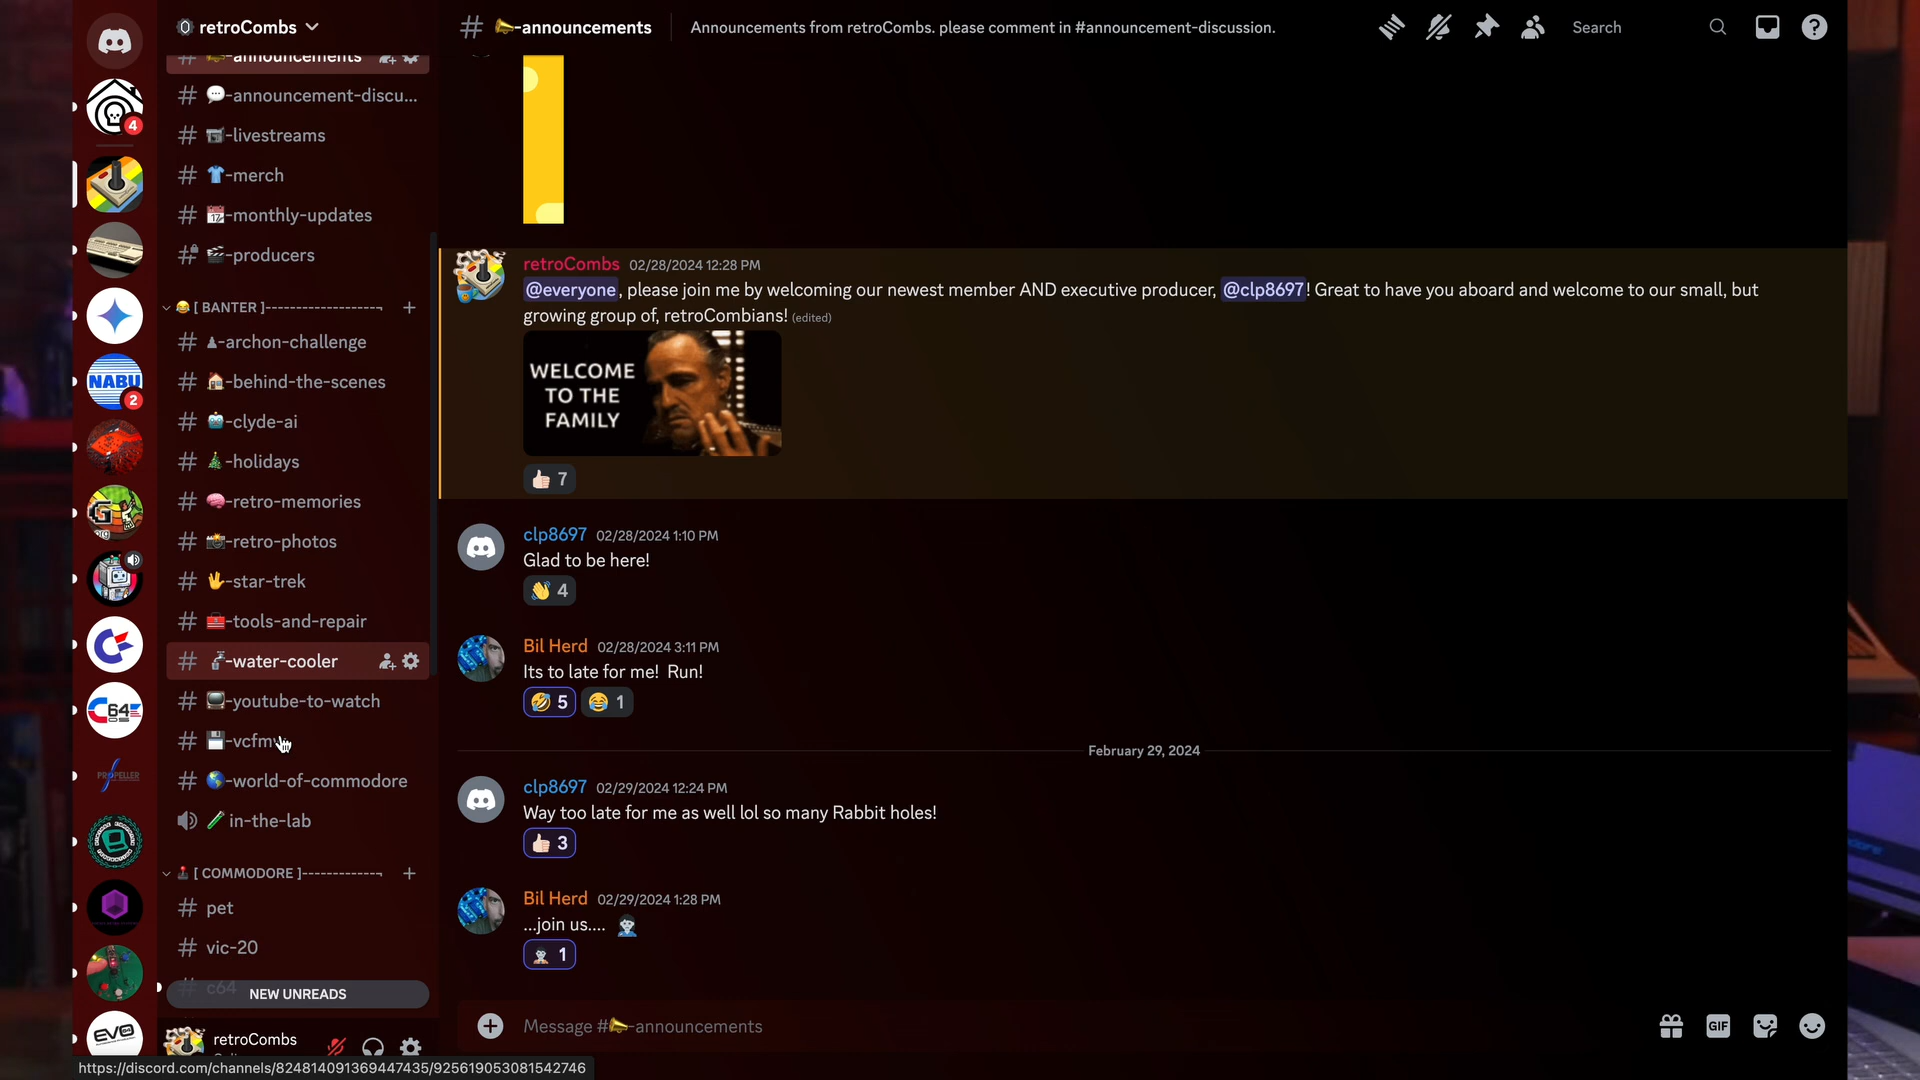 retroCombs
-announcements
Announcements from retroCombs. please comment in #announcement-discussion.
Search
-announcements
-announcement-discu...
-livestreams
-merch
-monthly-updates
-producers
[ BANTER ]
-archon-challenge
-behind-the-scenes
-clyde-ai
-holidays
-retro-memories
-retro-photos
-star-trek
-tools-and-repair
-water-cooler
-youtube-to-watch
-world-of-commodore
in-the-lab
[ COMMODORE ]
pet
vic-20
c64
NEW UNREADS
retroCombs
4
NABU
2
G
C64
OS
PROPELLER
EVO
retroCombs 02/28/2024 12:28 PM
@everyone, please join me by welcoming our newest member AND executive producer, @clp8697! Great to have you aboard and welcome to our small, but
growing group of, retroCombians! (edited)
WELCOME
TO THE
FAMILY
7
clp8697 02/28/2024 1:10 PM
Glad to be here!
4
Bil Herd 02/28/2024 3:11 PM
Its to late for me! Run!
5 1
February 29, 2024
clp8697 02/29/2024 12:24 PM
Way too late for me as well lol so many Rabbit holes!
3
Bil Herd 02/29/2024 1:28 PM
...join us....
1
Message #-announcements
GIF
https://discord.com/channels/824814091369447435/925619053081542746